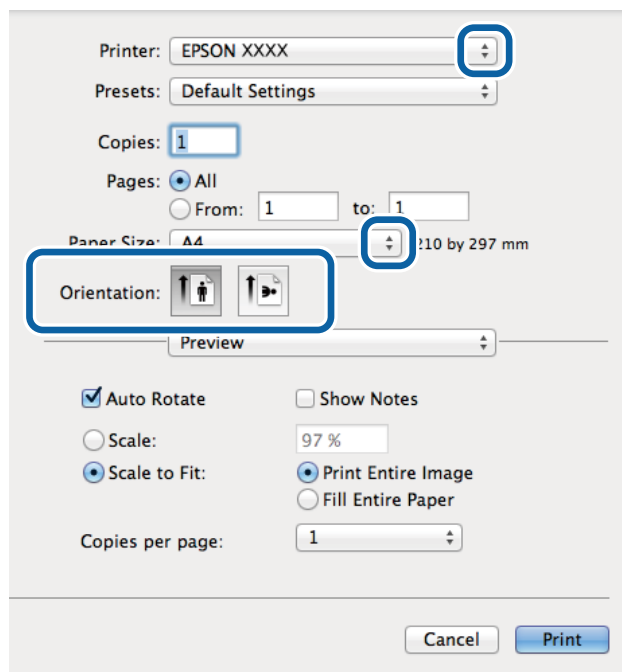 Printer: EPSON XXXX
Presets: Default Settings
Copies: 1
Pages: All
From: 1 to: 1
Paper Size: A4 210 by 297 mm
Orientation:
Preview
Auto Rotate Show Notes
Scale: 97 %
Scale to Fit: Print Entire Image
Fill Entire Paper
Copies per page: 1
Cancel Print